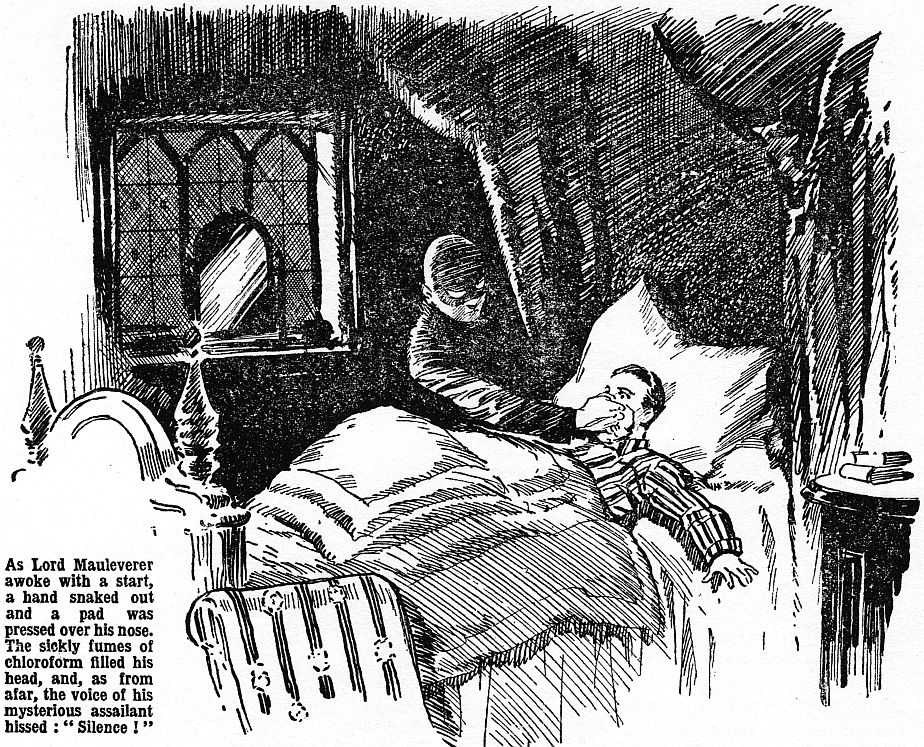 As Lord Mauleverer
awoke with a start,
a hand snaked out
and a pad was
pressed over his nose.
The sickly fumes of
chloroform filled his
head, and, as from
afar, the voice of his
mysterious assailant
hissed : “ Silence ! ”